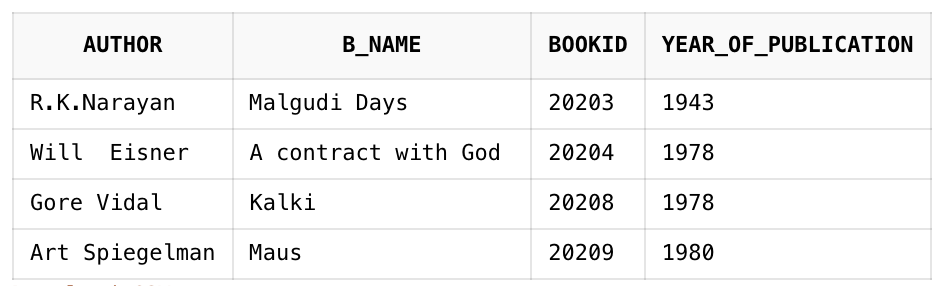 AUTHOR B_NAME BOOKID YEAR_OF_PUBLICATION
R.K.Narayan Malgudi Days 20203 1943
Will  Eisner A contract with God 20204 1978
Gore Vidal Kalki 20208 1978
Art Spiegelman Maus 20209 1980